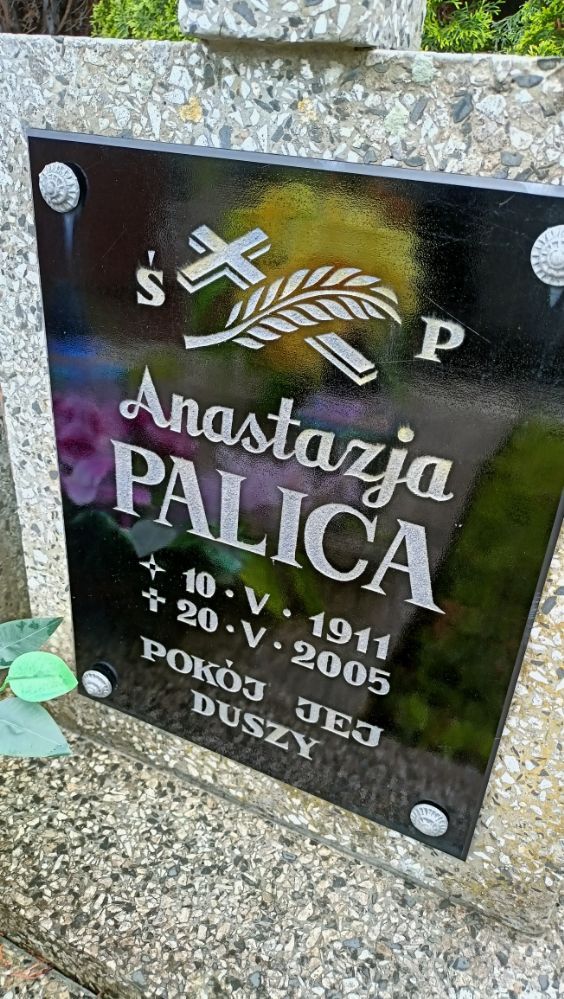 Ś P
Anastazja
PALICA
10·V·1911
✝ 20·V·2005
POKÓJ JEJ
DUSZY